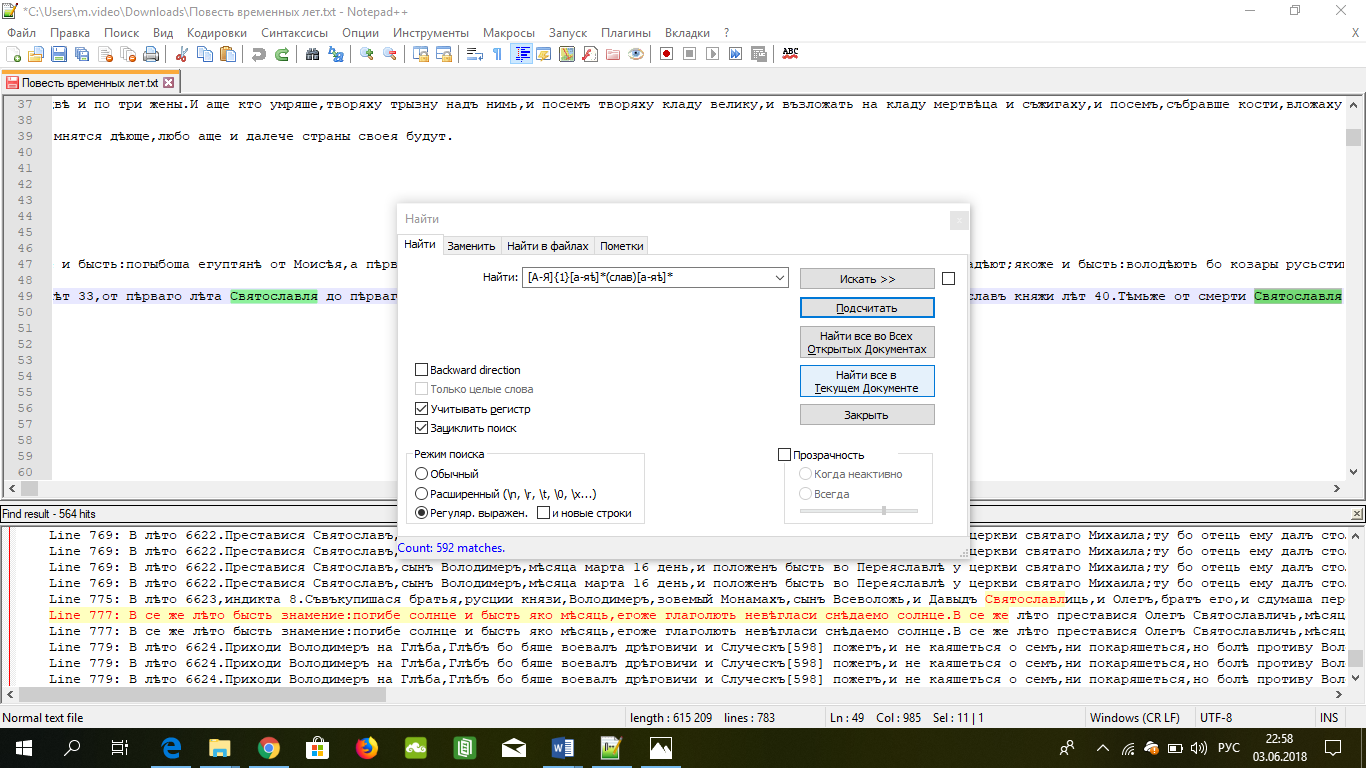 *C:\Users\m.video\Downloads\Повесть временных лет.txt - Notepad++
Файл Правка Поиск Вид Кодировки Синтаксисы Опции Инструменты Макросы Запуск Плагины Вкладки ? X
Повесть временных лет.txt
37 ивѣ и по три жены.И аще кто умряше,творяху трызну надъ нимь,и посемъ творяху кладу велику,и възложать на кладу мертвѣца и съжигаху,и посемъ,събравше кости,вложаху
38
39 мнятся дѣюще,любо аще и далече страны своея будут.
40
41
42
43
44
45
46
47 и бысть:погыбоша египтянѣ от Моисѣя,а пѣрв адѣют;якоже и бысть:володѣють бо козары русьсти
48
49 ѣт 33,от пѣрваго лѣта Святославля до пѣрваг славъ княжи лѣт 40.Тѣмьже от смерти Святославля
50
51
52
53
54
55
56
57
58
59
60
Найти
Найти Заменить Найти в файлах Пометки
Найти: [А-Я]{1}[а-яѣ]*(слав)[а-яѣ]*
Искать >>
Подсчитать
Найти все во Всех
Открытых Документах
Найти все в
Текущем Документе
Закрыть
Backward direction
Только целые слова
Учитывать регистр
Зациклить поиск
Режим поиска
Обычный
Расширенный (\n, \r, \t, \0, \x...)
Регуляр. выражен. и новые строки
Прозрачность
Когда неактивно
Всегда
Count: 592 matches.
Find result - 564 hits
Line 769: В лѣто 6622.Преставися Святославъ, церкви святаго Михаила;ту бо отець ему далъ сто
Line 769: В лѣто 6622.Преставися Святославъ, церкви святаго Михаила;ту бо отець ему далъ сто
Line 769: В лѣто 6622.Преставися Святославъ,сынъ Володимеръ,мѣсяца марта 16 день,и положенъ бысть во Переяславлѣ у церкви святаго Михаила;ту бо отець ему далъ сто
Line 769: В лѣто 6622.Преставися Святославъ,сынъ Володимеръ,мѣсяца марта 16 день,и положенъ бысть во Переяславлѣ у церкви святаго Михаила;ту бо отець ему далъ сто
Line 775: В лѣто 6623,индикта 8.Съвъкупишася братья,русции князи,Володимеръ,зовемый Монамахъ,сынъ Всеволожь,и Давыдъ Святославлиць,и Олегъ,братъ его,и сдумаша пер
Line 777: В се же лѣто бысть знамение:погибе солнце и бысть яко мѣсяць,егоже глаголють невѣгласи снѣдаемо солнце.В се же лѣто преставися Олегъ Святославличь,мѣсяц
Line 777: В се же лѣто бысть знамение:погибе солнце и бысть яко мѣсяць,егоже глаголють невѣгласи снѣдаемо солнце.В се же лѣто преставися Олегъ Святославличь,мѣсяц
Line 779: В лѣто 6624.Приходи Володимеръ на Глѣба,Глѣбъ бо бяше воевалъ дрѣговичи и Случескъ[598] пожегъ,и не каяшеться о семъ,ни покаряшеться,но болѣ противу Вол
Line 779: В лѣто 6624.Приходи Володимеръ на Глѣба,Глѣбъ бо бяше воевалъ дрѣговичи и Случескъ[598] пожегъ,и не каяшеться о семъ,ни покаряшеться,но болѣ противу Вол
Line 779: В лѣто 6624.Приходи Володимеръ на Глѣба,Глѣбъ бо бяше воевалъ дрѣговичи и Случескъ[598] пожегъ,и не каяшеться о семъ,ни покаряшеться,но болѣ противу Вол
Normal text file length : 615 209 lines : 783 Ln : 49 Col : 985 Sel : 11 | 1 Windows (CR LF) UTF-8 INS
РУС
22:58
03.06.2018